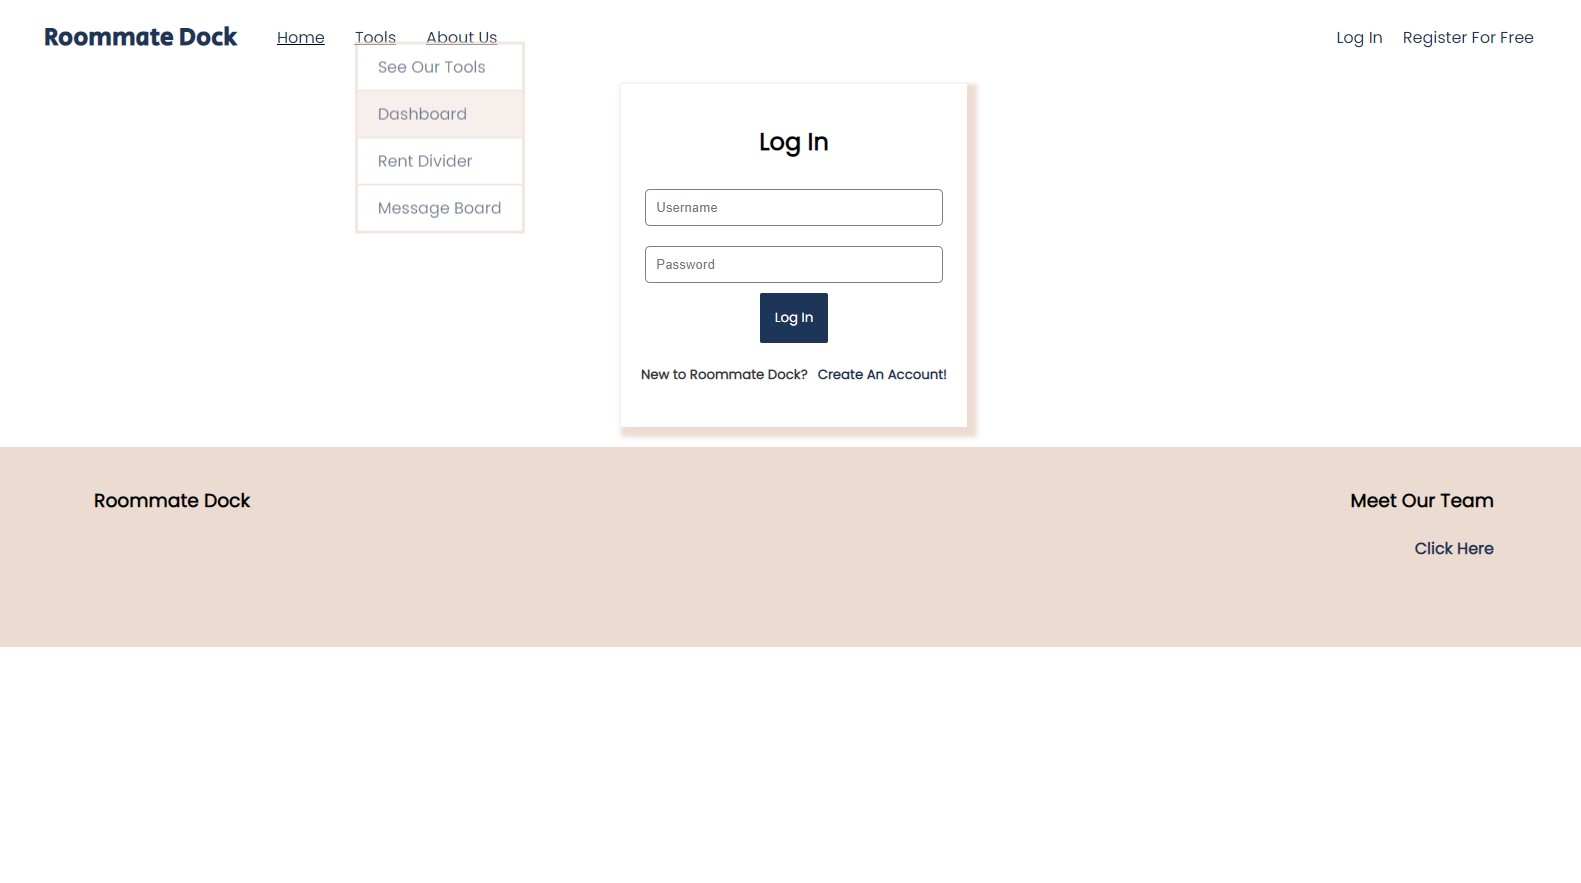 Roommate Dock Home Tools About Us Log In Register For Free
See Our Tools
Dashboard
Rent Divider
Message Board
Log In
Username
Password
Log In
New to Roommate Dock? Create An Account!
Roommate Dock
Meet Our Team
Click Here